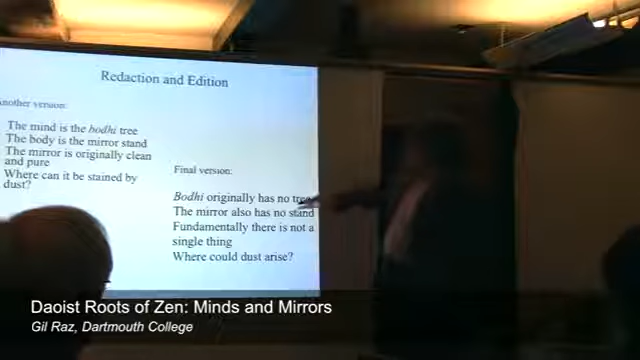 Redaction and Edition
nother version:
The mind is the bodhi tree
The body is the mirror stand
The mirror is originally clean
and pure
Where can it be stained by
dust?
Final version:
Bodhi originally has no tree
The mirror also has no stand
Fundamentally there is not a
single thing
Where could dust arise?
Daoist Roots of Zen: Minds and Mirrors
Gil Raz, Dartmouth College